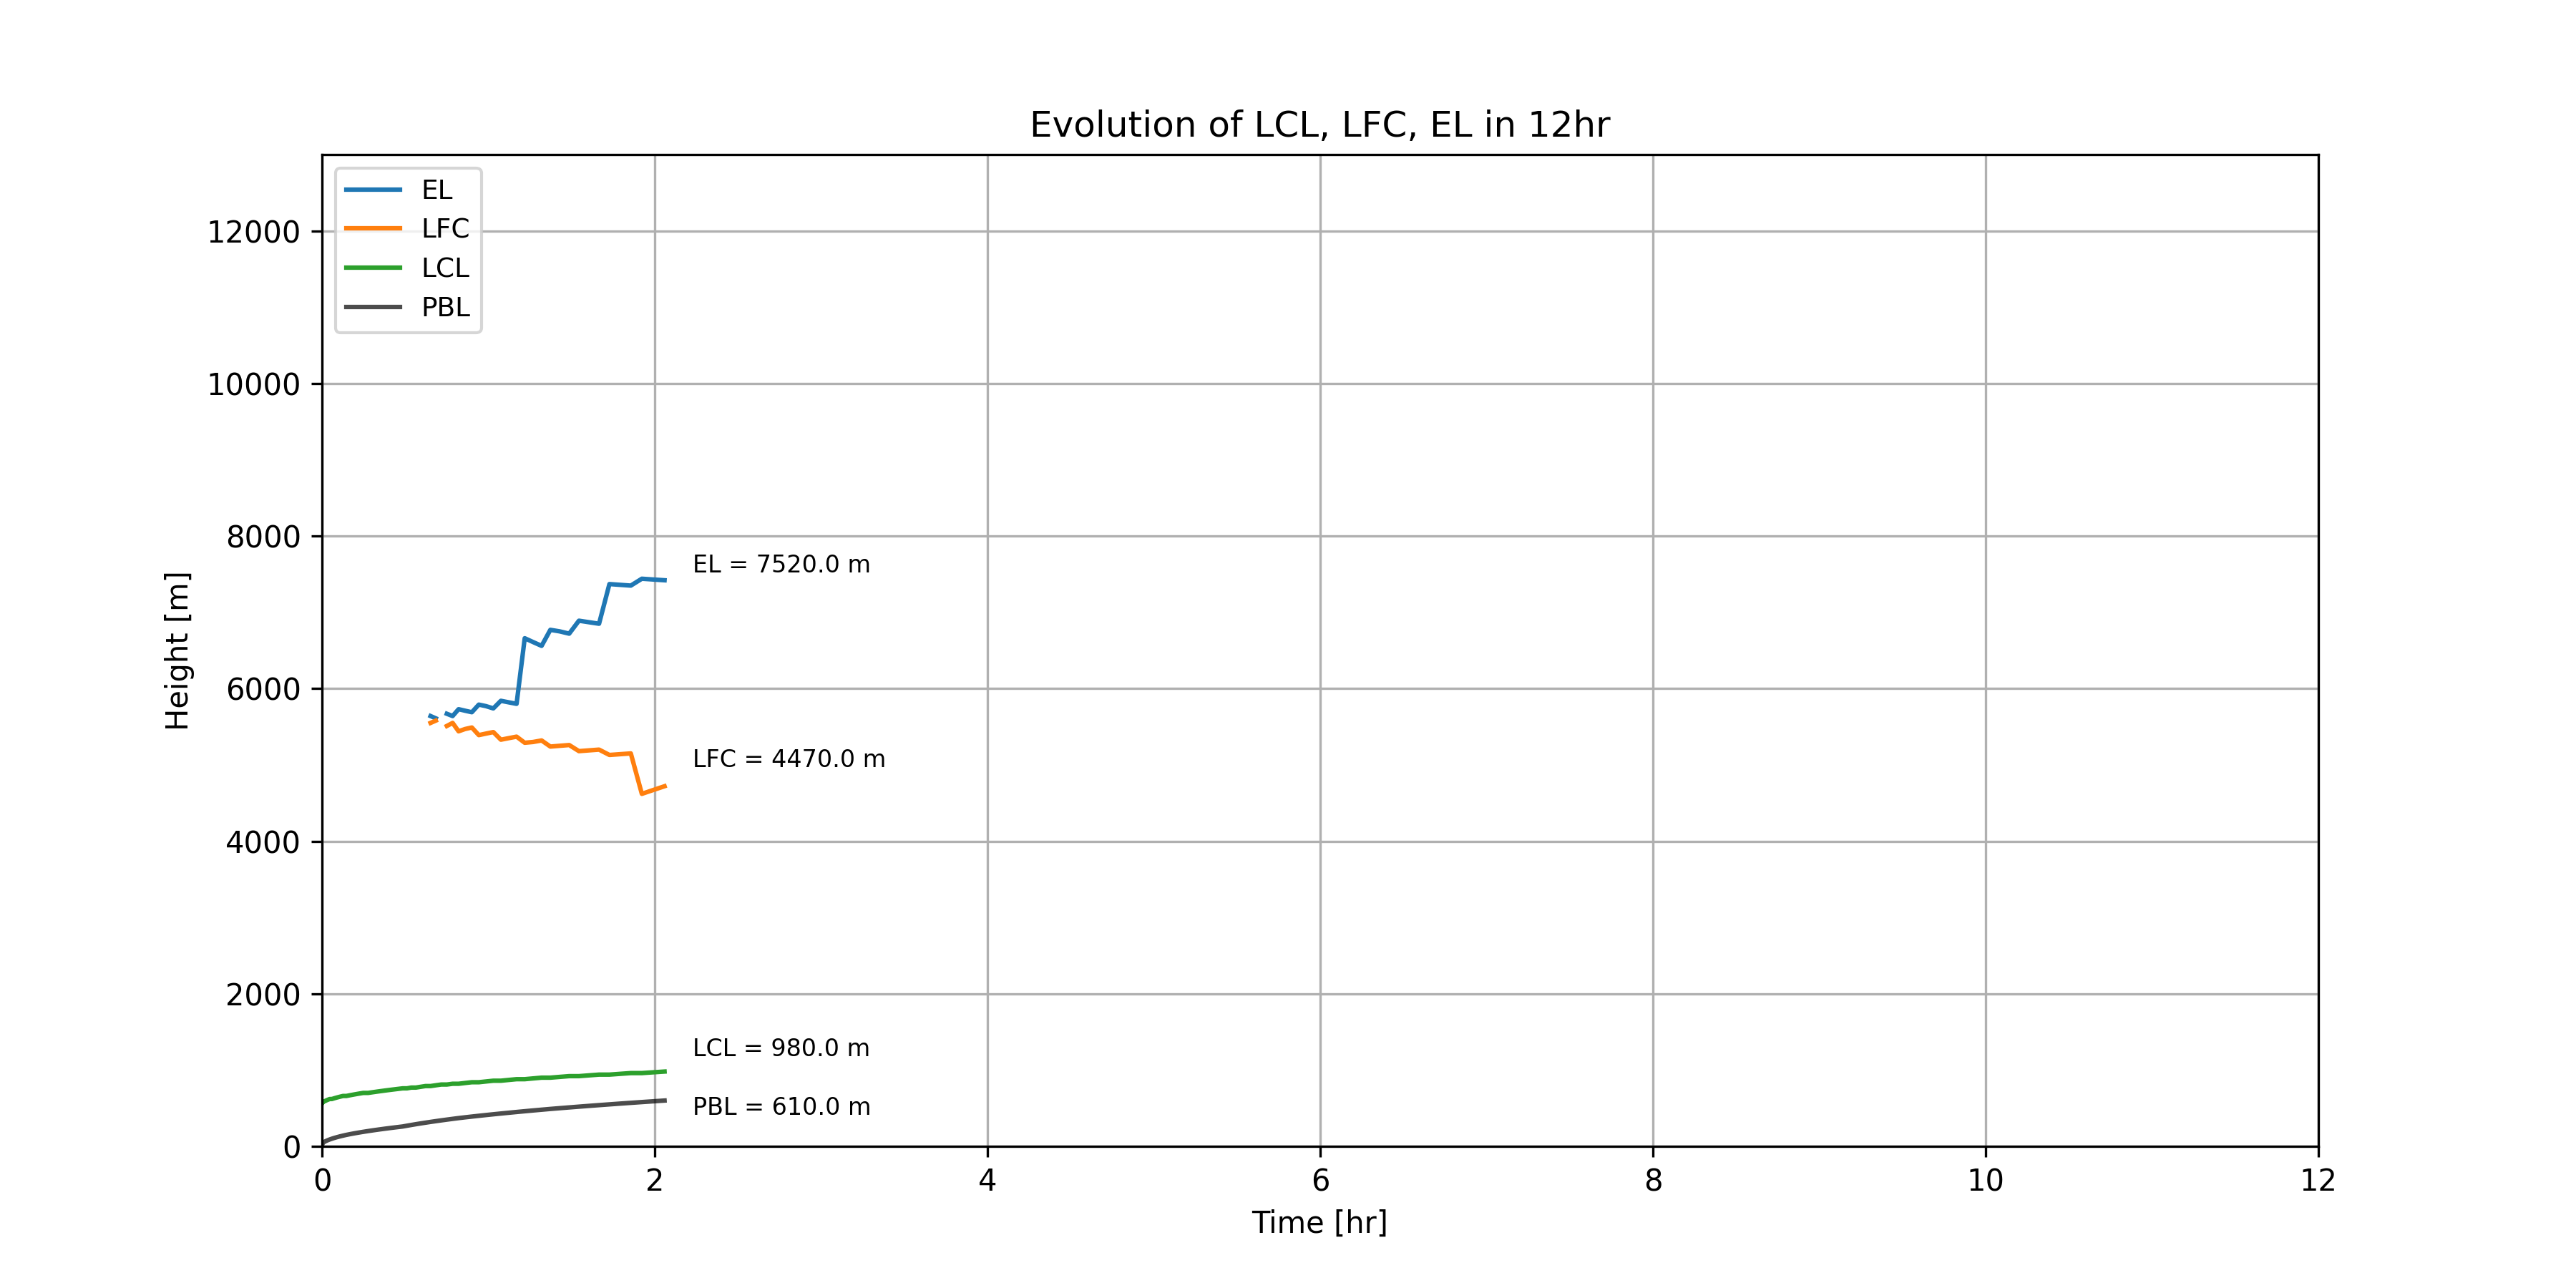 Evolution of LCL, LFC, EL in 12hr
EL
LFC
LCL
PBL
12000
10000
8000
6000
4000
2000
0
Height [m]
EL = 7520.0 m
LFC = 4470.0 m
LCL = 980.0 m
PBL = 610.0 m
0 2 4 6 8 10 12
Time [hr]